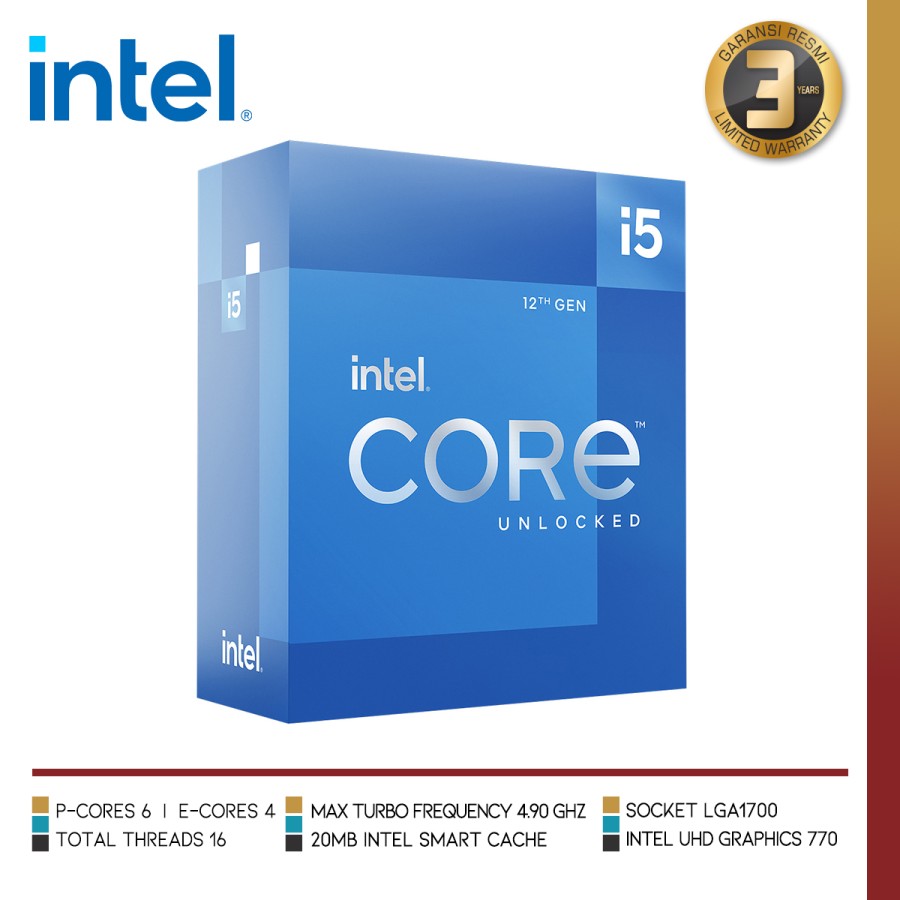 intel®
GARANSI RESMI
3 YEARS
LIMITED WARRANTY
i5
i5
12TH GEN
intel.
CORE™
UNLOCKED
intel.
P-CORES 6 | E-CORES 4
TOTAL THREADS 16
MAX TURBO FREQUENCY 4.90 GHZ
20MB INTEL SMART CACHE
SOCKET LGA1700
INTEL UHD GRAPHICS 770